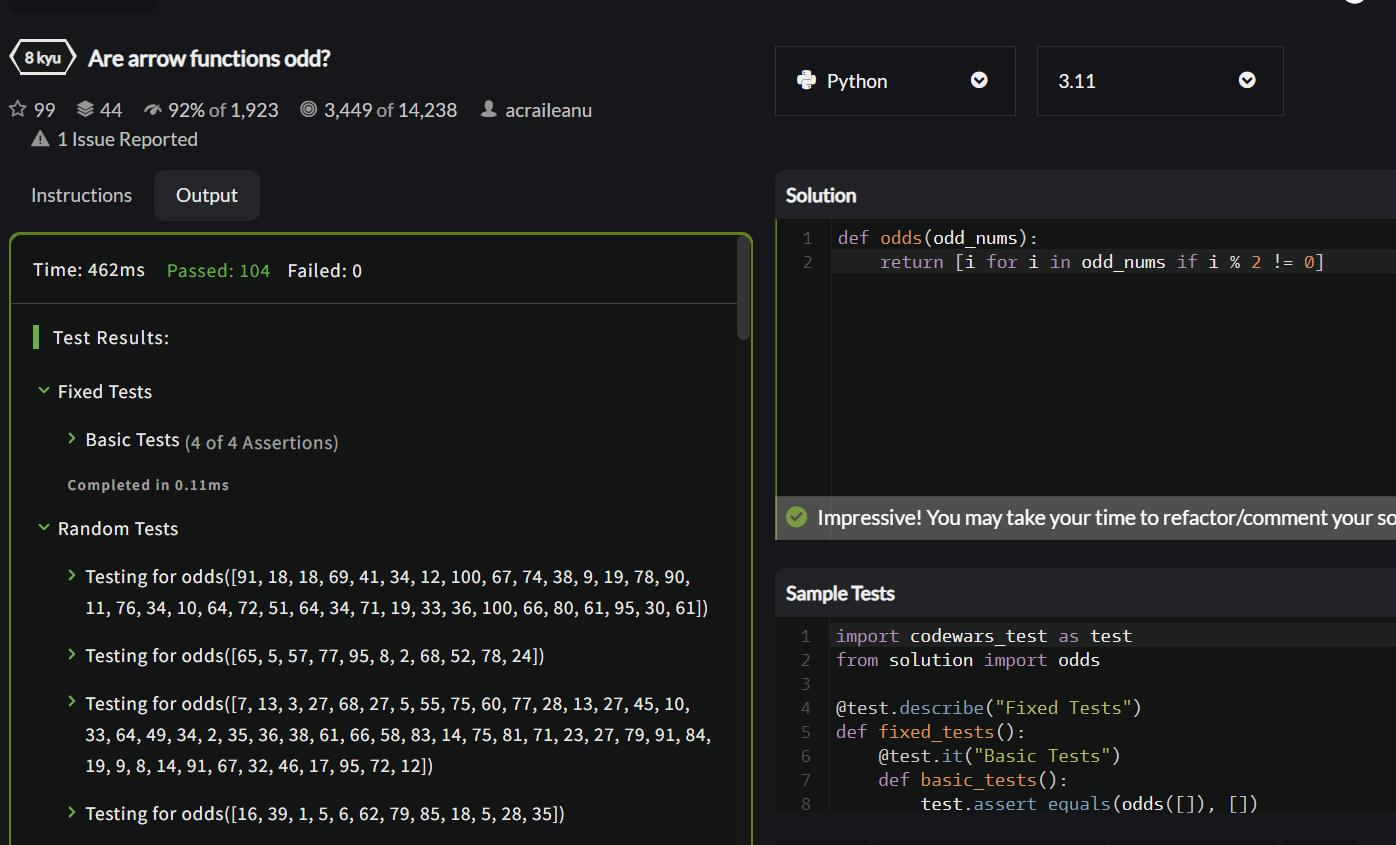 8 kyu Are arrow functions odd?
99 44 92% of 1,923 3,449 of 14,238 acraileanu
1 Issue Reported
Instructions Output
Time: 462ms Passed: 104 Failed: 0
Test Results:
Fixed Tests
Basic Tests (4 of 4 Assertions)
Completed in 0.11ms
Random Tests
Testing for odds([91, 18, 18, 69, 41, 34, 12, 100, 67, 74, 38, 9, 19, 78, 90,
11, 76, 34, 10, 64, 72, 51, 64, 34, 71, 19, 33, 36, 100, 66, 80, 61, 95, 30, 61])
Testing for odds([65, 5, 57, 77, 95, 8, 2, 68, 52, 78, 24])
Testing for odds([7, 13, 3, 27, 68, 27, 5, 55, 75, 60, 77, 28, 13, 27, 45, 10,
33, 64, 49, 34, 2, 35, 36, 38, 61, 66, 58, 83, 14, 75, 81, 71, 23, 27, 79, 91, 84,
19, 9, 8, 14, 91, 67, 32, 46, 17, 95, 72, 12])
Testing for odds([16, 39, 1, 5, 6, 62, 79, 85, 18, 5, 28, 35])
Python 3.11
Solution
1 def odds(odd_nums):
2 return [i for i in odd_nums if i % 2 != 0]
Impressive! You may take your time to refactor/comment your so
Sample Tests
1 import codewars_test as test
2 from solution import odds
3
4 @test.describe("Fixed Tests")
5 def fixed_tests():
6 @test.it("Basic Tests")
7 def basic_tests():
8 test.assert_equals(odds([]), [])